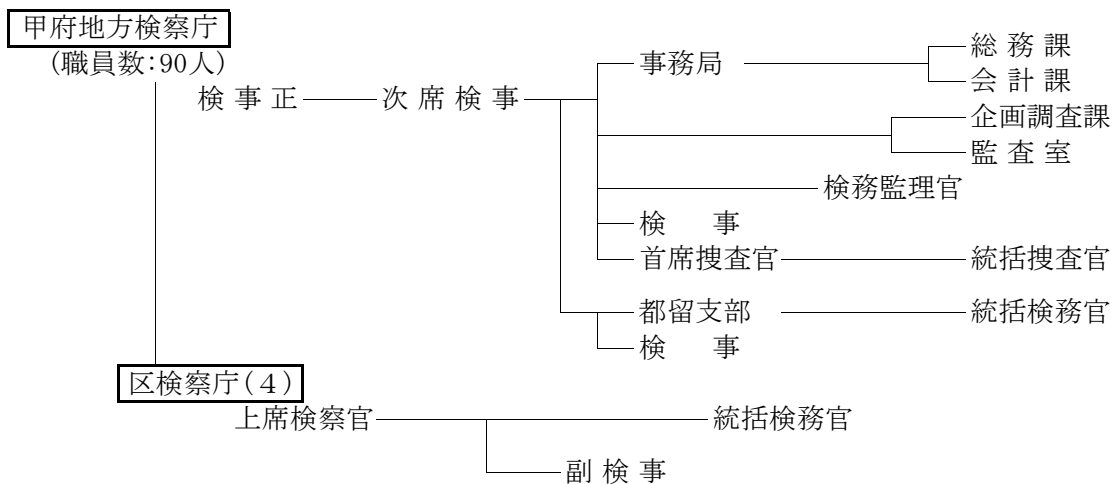 甲府地方検察庁
(職員数:90人)
検 事 正 次 席 検 事 事務局 総 務 課
会 計 課
企画調査課
監 査 室
検務監理官
検 事
首席捜査官 統括捜査官
都留支部 統括検務官
検 事
区検察庁(4)
上席検察官 統括検務官
副 検 事